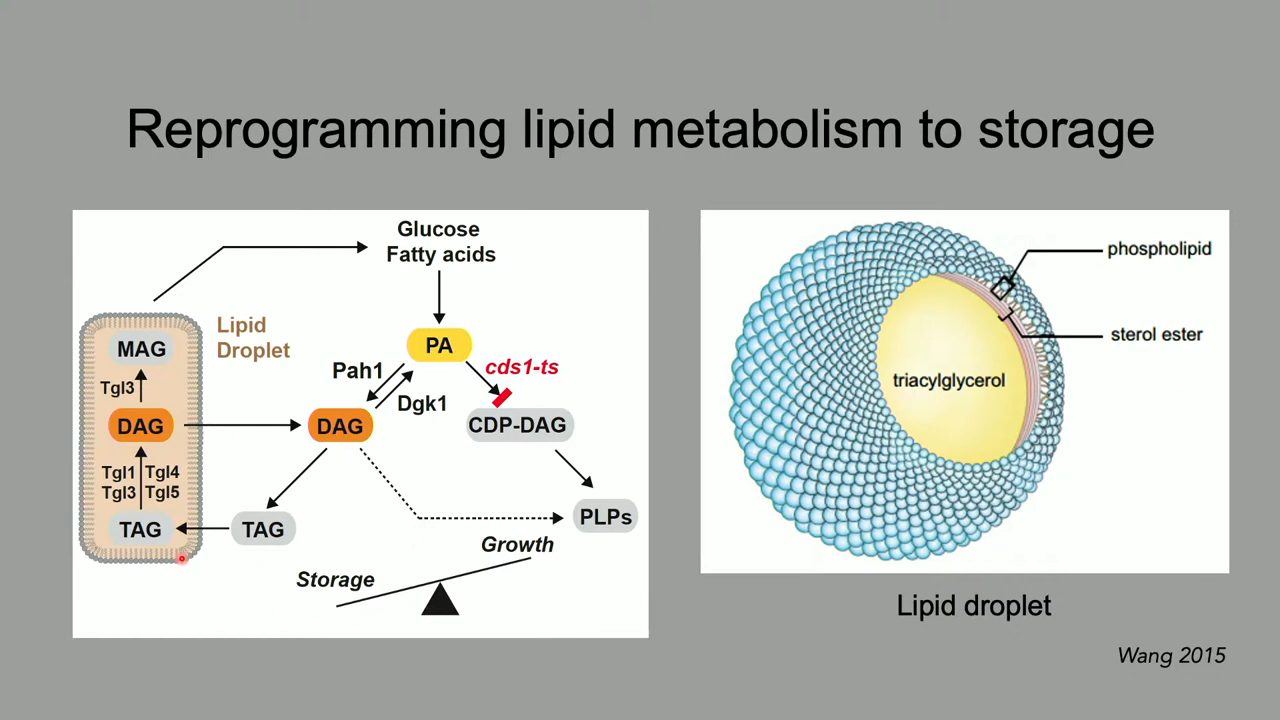 Reprogramming lipid metabolism to storage
Glucose
Fatty acids
Lipid
Droplet
MAG
PA
Pah1
cds1-ts
Tgl3
Dgk1
DAG
DAG
CDP-DAG
Tgl1 Tgl4
Tgl3 Tgl5
TAG
TAG
PLPs
Growth
Storage
phospholipid
sterol ester
triacylglycerol
Lipid droplet
Wang 2015